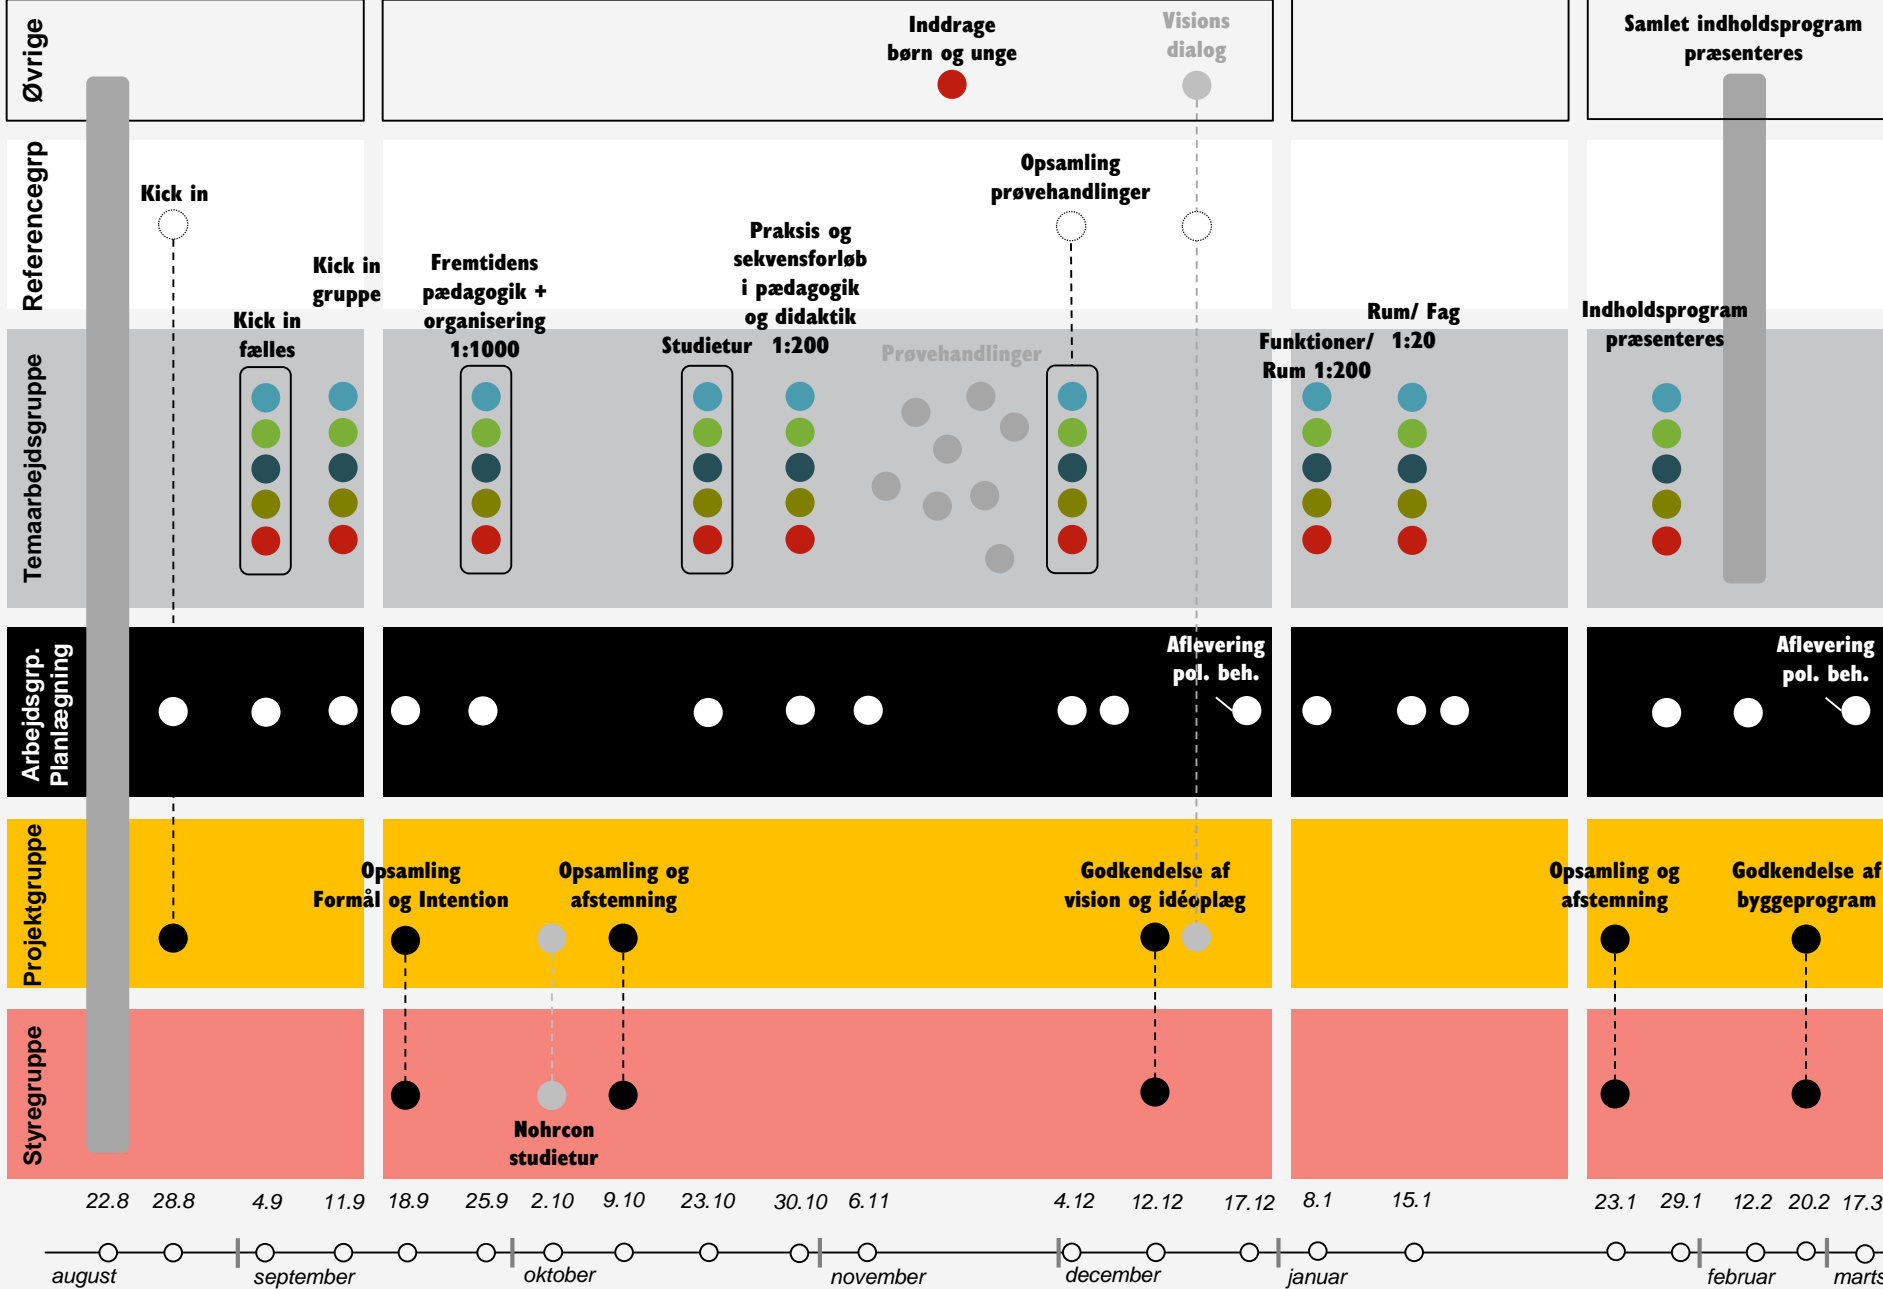 Øvrige
Inddrage
børn og unge
Visions
dialog
Samlet indholdsprogram
præsenteres
Referencegrp
Kick in
Opsamling
prøvehandlinger
Kick in
gruppe
Kick in
fælles
Fremtidens
pædagogik +
organisering
1:1000
Studietur
Praksis og
sekvensforløb
i pædagogik
og didaktik
1:200
Prøvehandlinger
Funktioner/
Rum 1:200
Rum/ Fag
1:20
Indholdsprogram
præsenteres
Temaarbejdsgruppe
Arbejdsgrp.
Planlægning
Aflevering
pol. beh.
Aflevering
pol. beh.
Projektgruppe
Opsamling
Formål og Intention
Opsamling og
afstemning
Godkendelse af
vision og idéoplæg
Opsamling og
afstemning
Godkendelse af
byggeprogram
Styregruppe
Nohrcon
studietur
22.8 28.8 4.9 11.9 18.9 25.9 2.10 9.10 23.10 30.10 6.11 4.12 12.12 17.12 8.1 15.1 23.1 29.1 12.2 20.2 17.3
august september oktober november december januar februar marts